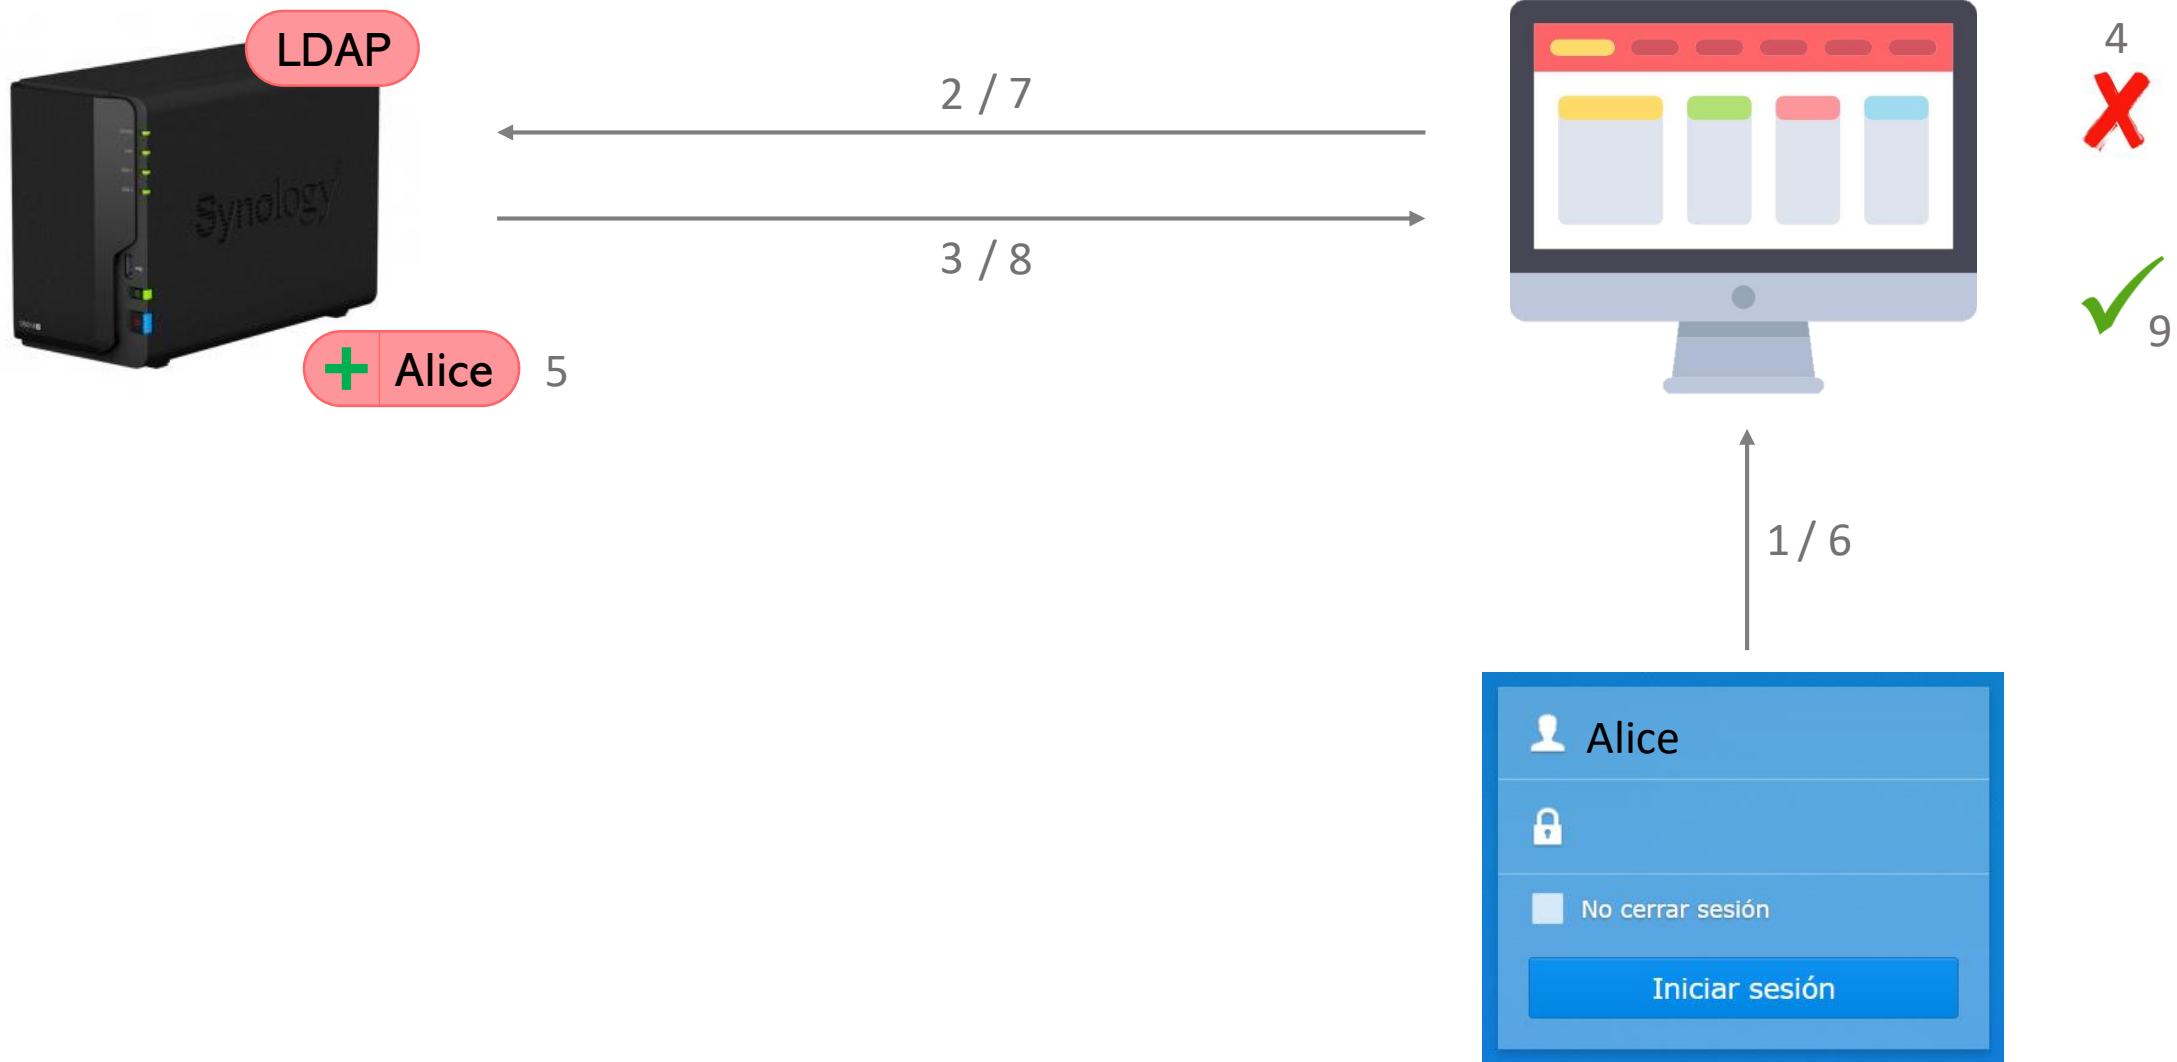 LDAP
4
2 / 7
Synology
3 / 8
9
Alice
5
1 / 6
Alice
No cerrar sesión
Iniciar sesión